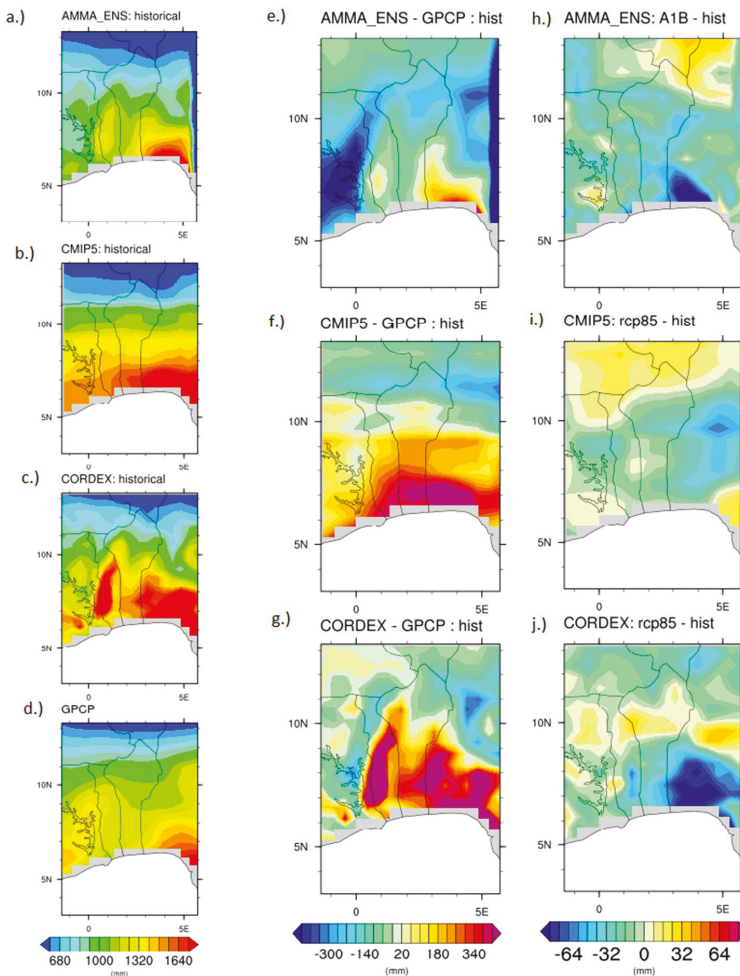 a.)
AMMA_ENS: historical
10N
5N
0
5E
b.)
CMIP5: historical
10N
5N
0
5E
c.)
CORDEX: historical
10N
5N
0
5E
d.)
GPCP
10N
5N
0
5E
680 1000 1320 1640
(mm)
e.)
AMMA_ENS - GPCP : hist
10N
5N
0
5E
f.)
CMIP5 - GPCP : hist
10N
5N
0
5E
g.)
CORDEX - GPCP : hist
10N
5N
0
5E
-300 -140 20 180 340
(mm)
h.)
AMMA_ENS: A1B - hist
10N
5N
0
5E
i.)
CMIP5: rcp85 - hist
10N
5N
0
5E
j.)
CORDEX: rcp85 - hist
10N
5N
0
5E
-64 -32 0 32 64
(mm)